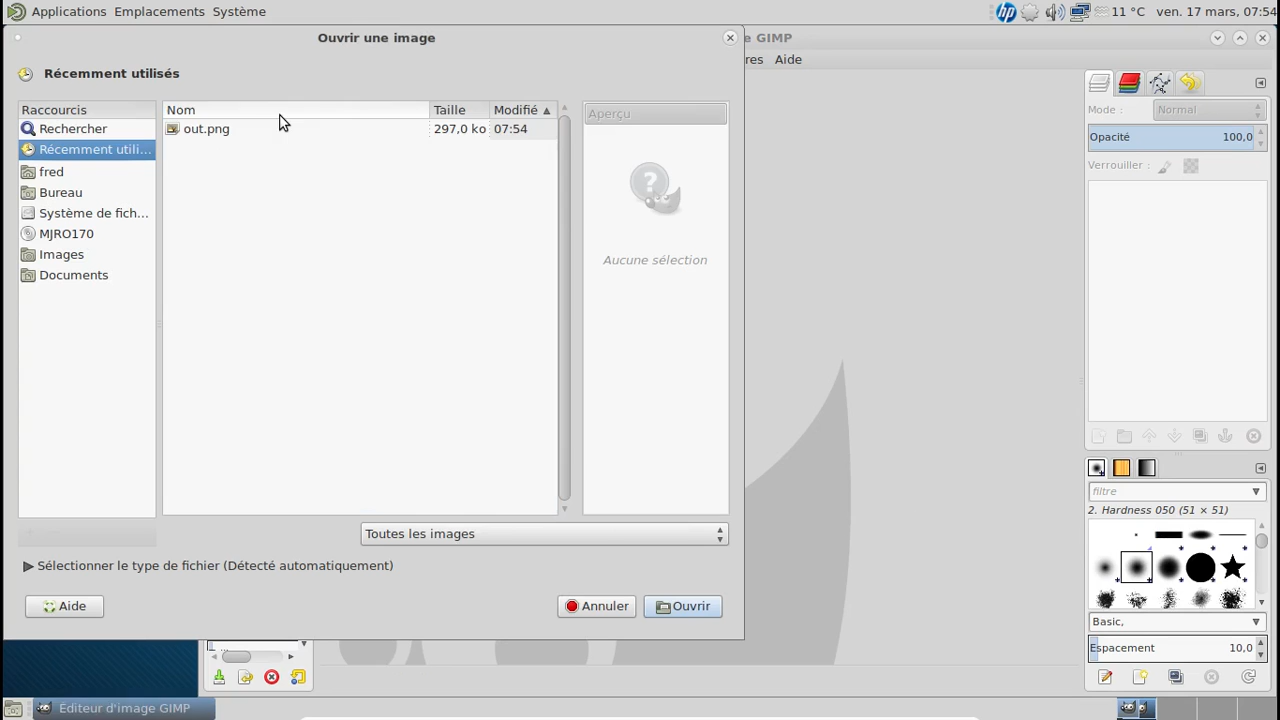 Applications Emplacements Système
11 °C ven. 17 mars, 07:54
Ouvrir une image
e GIMP
Récemment utilisés
res Aide
Raccourcis
Nom Taille Modifié
Aperçu
Mode : Normal
Rechercher
out.png 297,0 ko 07:54
Opacité 100,0
Récemment utili...
Verrouiller :
fred
Bureau
Système de fich...
MJRO170
Images
Aucune sélection
Documents
filtre
2. Hardness 050 (51 × 51)
Toutes les images
Sélectionner le type de fichier (Détecté automatiquement)
Aide Annuler Ouvrir
Basic,
Espacement 10,0
Éditeur d'image GIMP